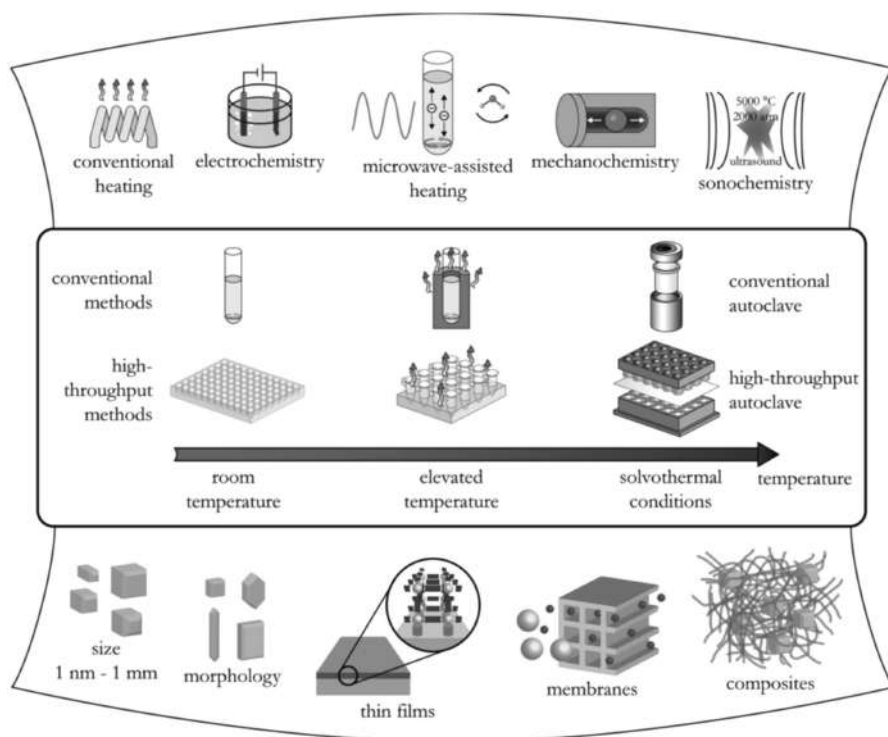 conventional
heating
electrochemistry
microwave-assisted
heating
mechanochemistry
5000 °C
2000 atm
ultrasound
sonochemistry
conventional
methods
conventional
autoclave
high-
throughput
methods
high-throughput
autoclave
room
temperature
elevated
temperature
solvothermal
conditions
temperature
size
1 nm - 1 mm
morphology
thin films
membranes
composites